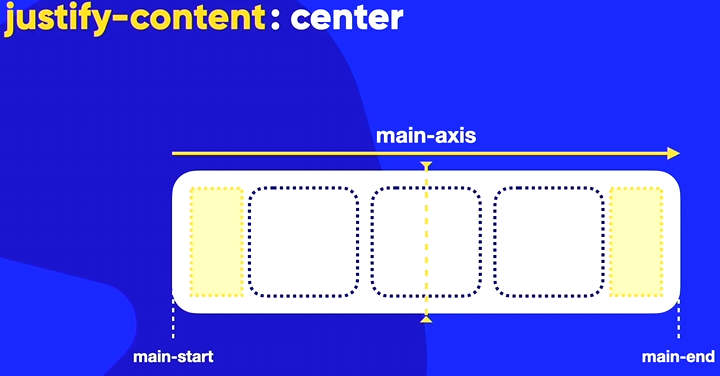 justify-content: center
main-axis
main-start
main-end